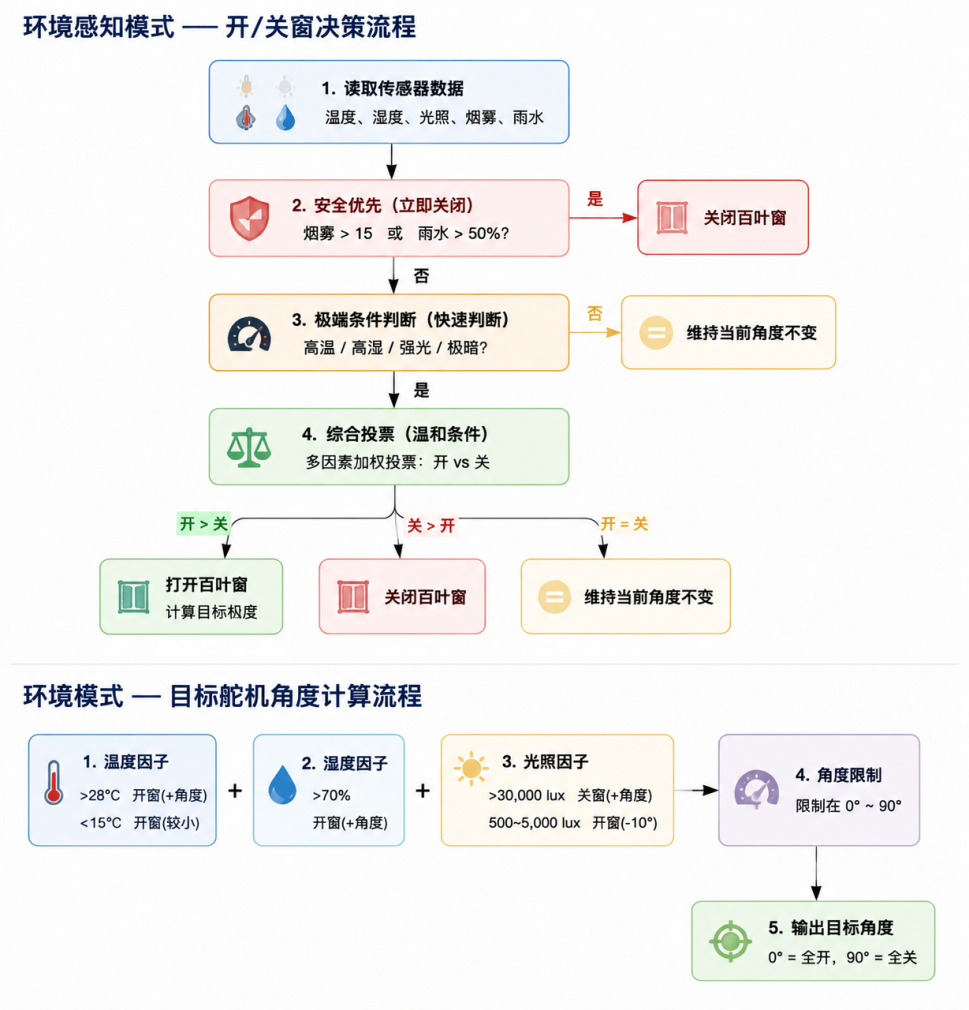 环境感知模式 —— 开/关窗决策流程
1. 读取传感器数据
温度、湿度、光照、烟雾、雨水
2. 安全优先（立即关闭）
烟雾 > 15 或 雨水 > 50%?
是
关闭百叶窗
否
3. 极端条件判断（快速判断）
高温 / 高湿 / 强光 / 极暗?
否
维持当前角度不变
是
4. 综合投票（温和条件）
多因素加权投票：开 vs 关
开 > 关
关 > 开
开 = 关
打开百叶窗
计算目标极度
关闭百叶窗
维持当前角度不变
环境模式 —— 目标舵机角度计算流程
1. 温度因子
>28°C 开窗(+角度)
<15°C 开窗(较小)
+
2. 湿度因子
>70%
开窗(+角度)
+
3. 光照因子
>30,000 lux 关窗(+角度)
500~5,000 lux 开窗(-10°)
4. 角度限制
限制在 0° ~ 90°
5. 输出目标角度
0° = 全开，90° = 全关